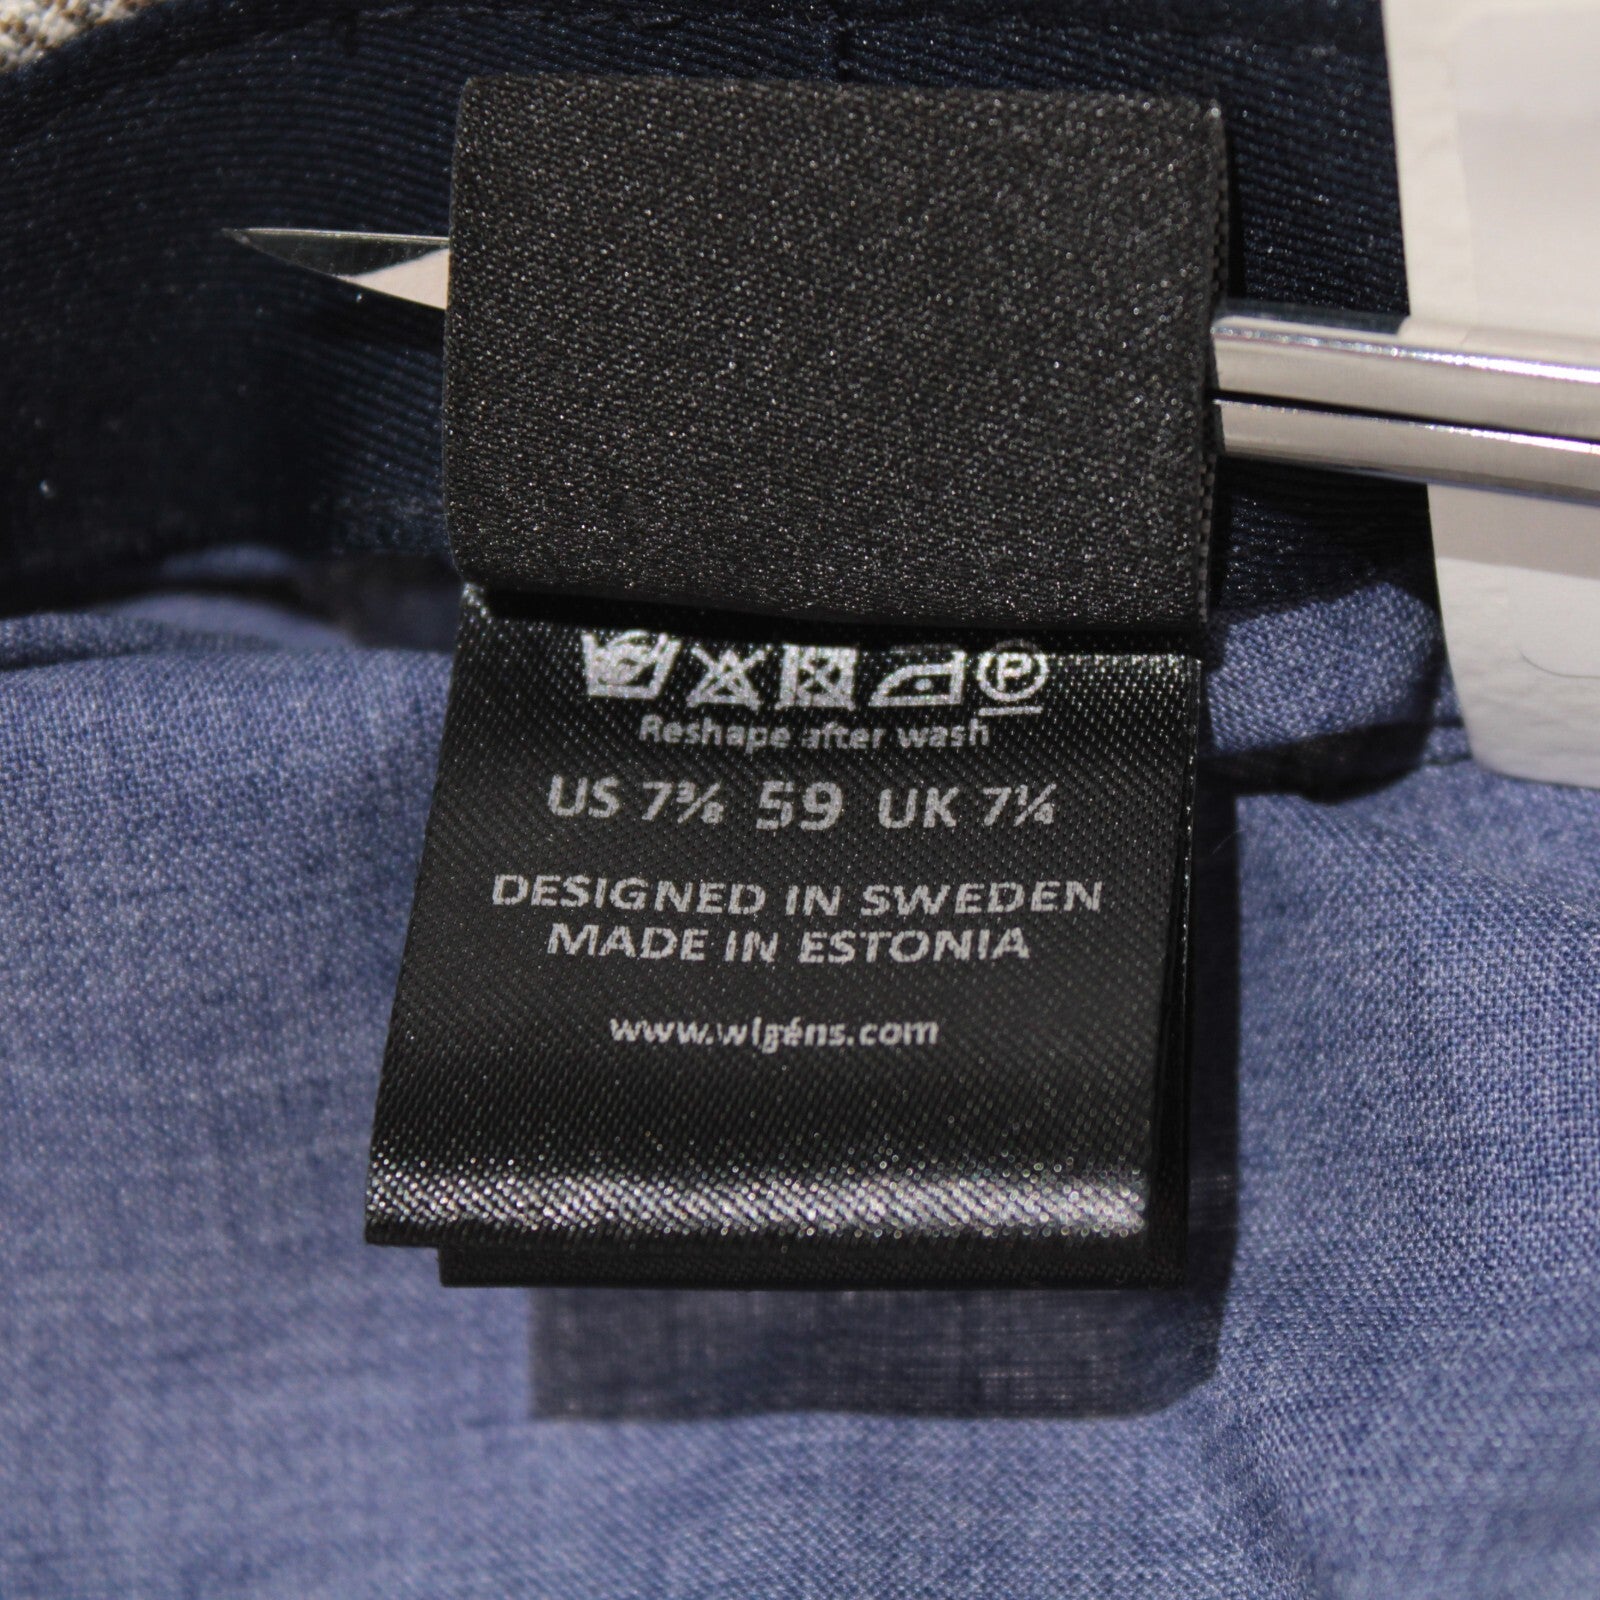 Reshape after wash
US 7⅜ 59 UK 7¼
DESIGNED IN SWEDEN
MADE IN ESTONIA
www.wigéns.com